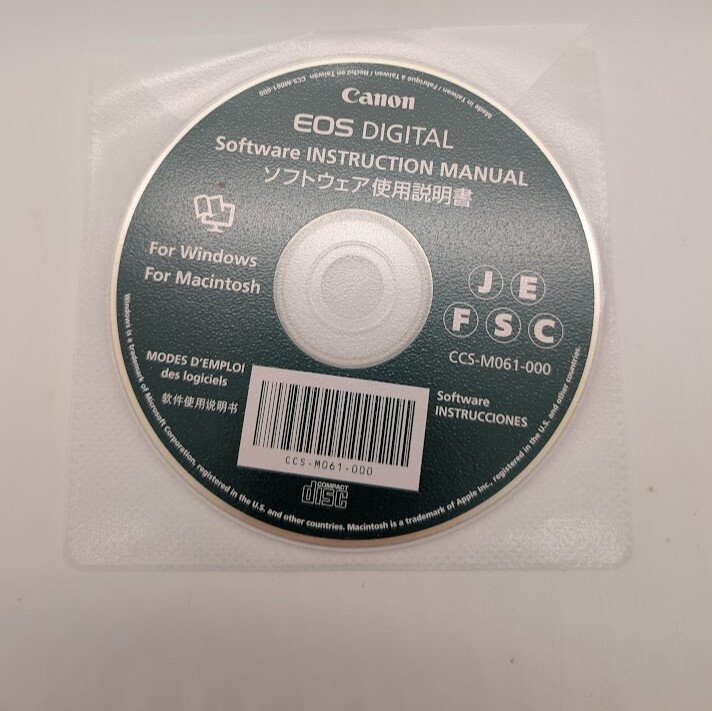 Made in Taiwan / Fabriqué à Taiwan / Hecho en Taiwán CCS-M061-000
Canon
EOS DIGITAL
Software INSTRUCTION MANUAL
ソフトウェア使用説明書
For Windows
For Macintosh
J E
F S C
CCS-M061-000
MODES D'EMPLOI
des logiciels
软件使用说明书
Software
INSTRUCCIONES
CCS-M061-000
COMPACT
disc
Windows is a trademark of Microsoft Corporation, registered in the U.S. and other countries. Macintosh is a trademark of Apple Inc., registered in the U.S. and other countries.